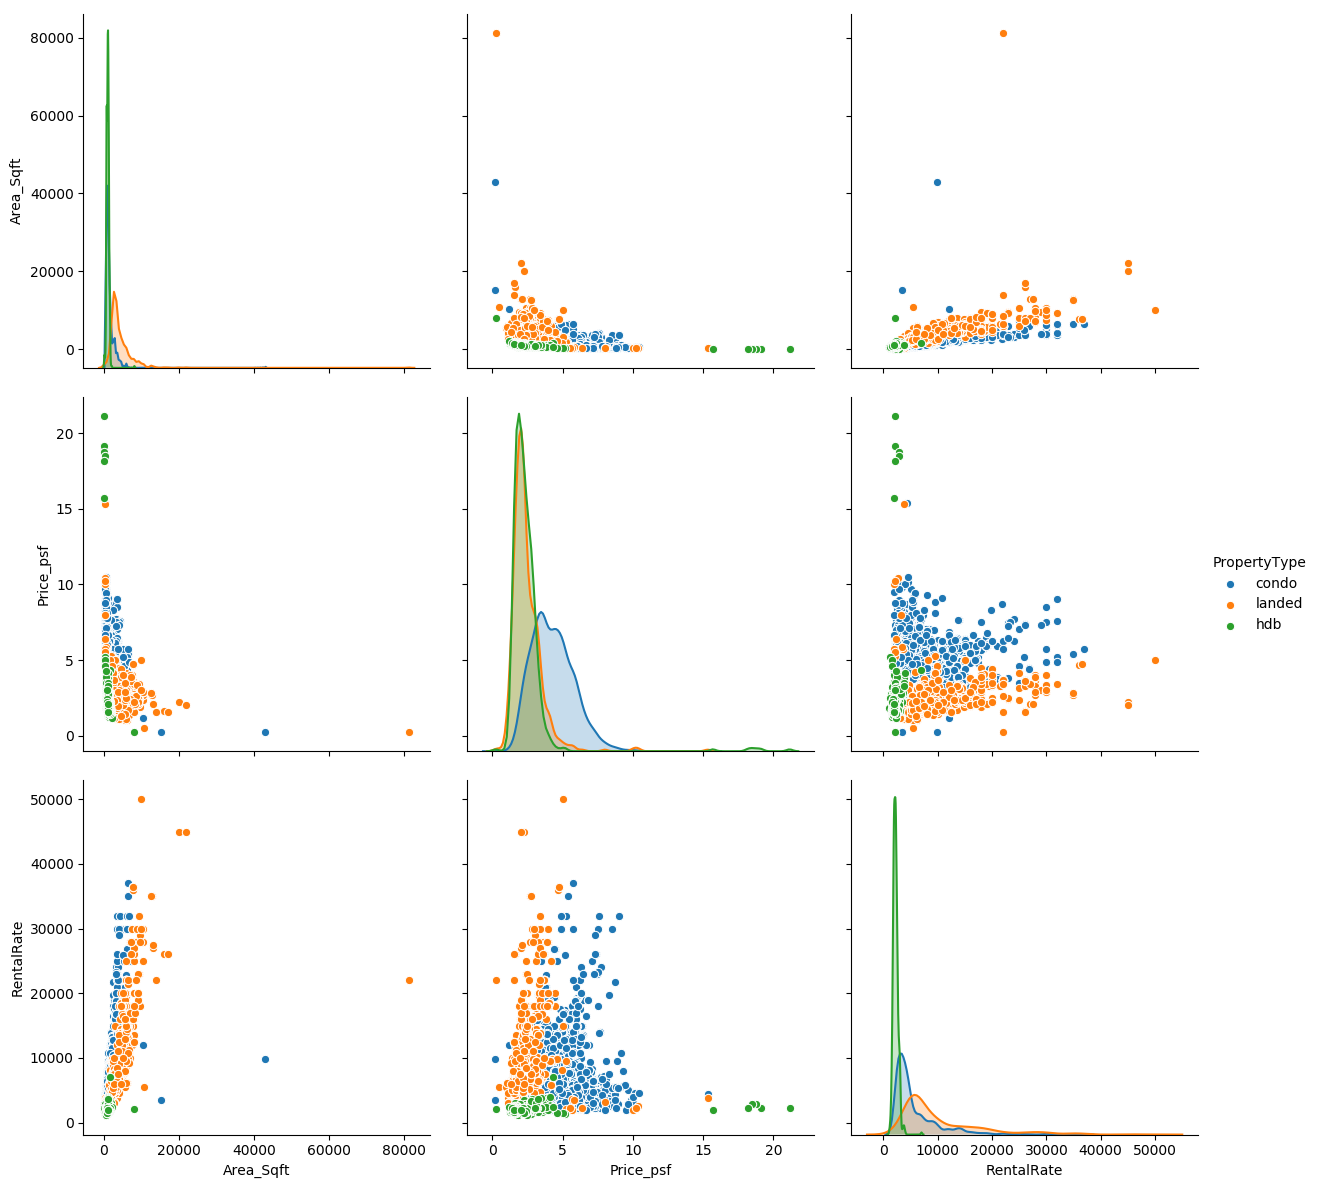 80000
60000
40000
20000
0
Area_Sqft
20
15
10
5
0
Price_psf
PropertyType
condo
landed
hdb
50000
40000
30000
20000
10000
0
RentalRate
0 20000 40000 60000 80000
Area_Sqft
0 5 10 15 20
Price_psf
0 10000 20000 30000 40000 50000
RentalRate